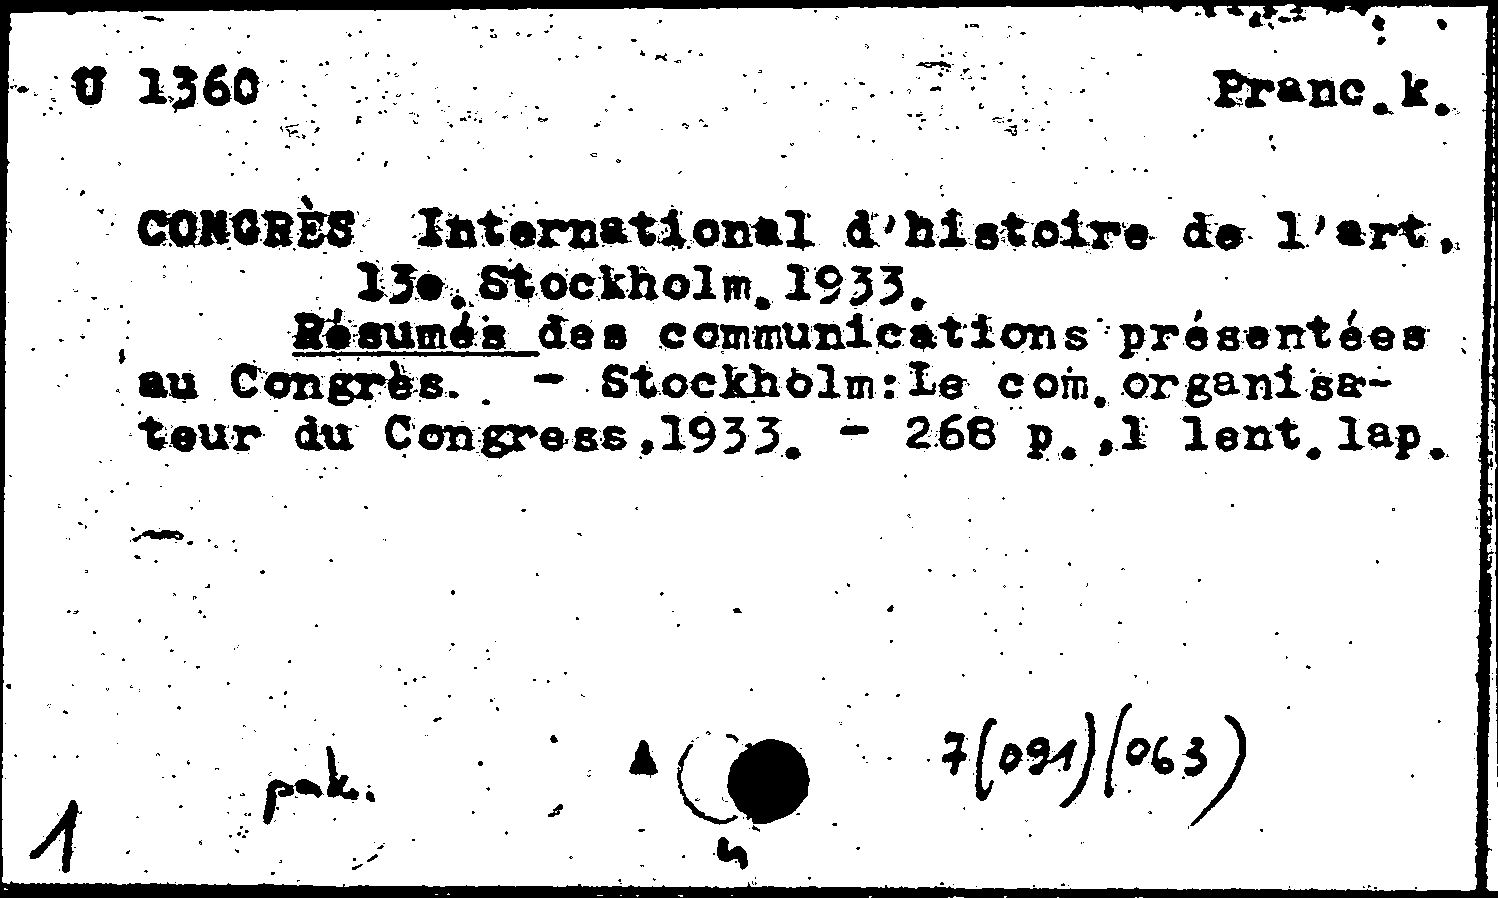 U 1360 Pranc.k.
CONGRÈS International d'histoire de l'art.
13e.Stockholm.1933.
Résumés des communications présentées
au Congrès. - Stockholm:Le com.organisa-
teur du Congress,1933. - 268 p.,1 lent.lap.
7(091)(063)
pak.
1